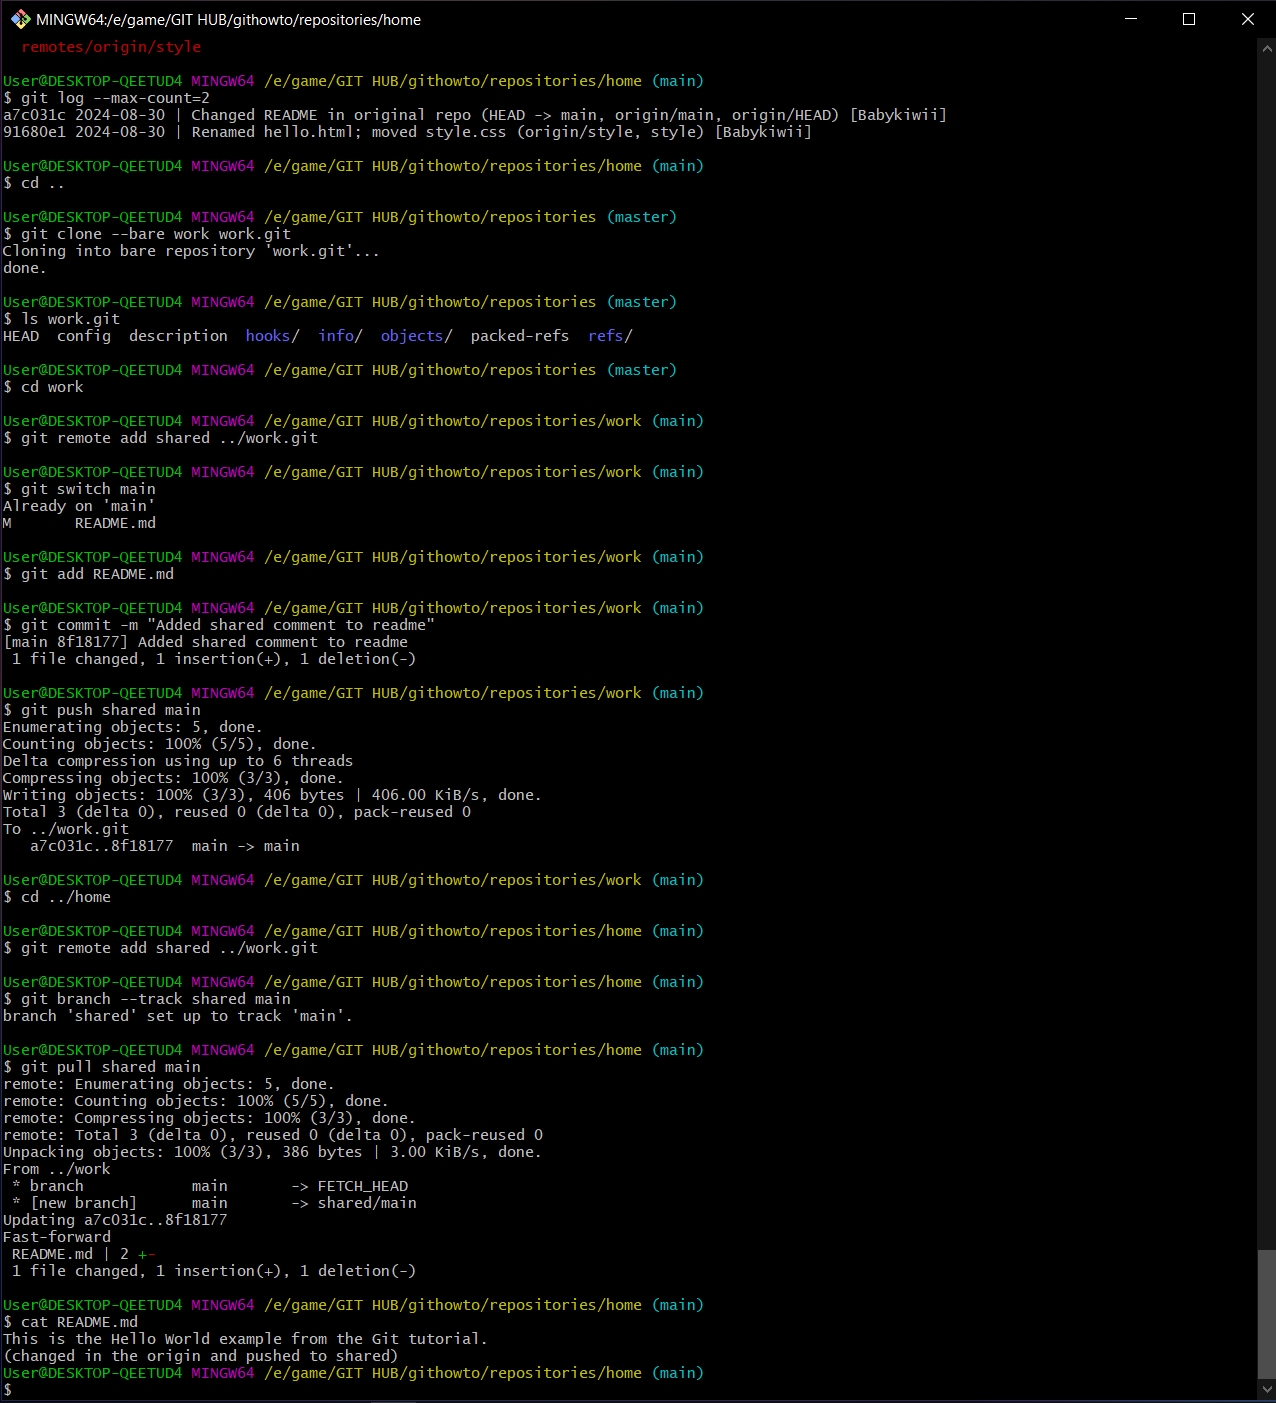 MINGW64:/e/game/GIT HUB/githowto/repositories/home
remotes/origin/style
User@DESKTOP-QEETUD4 MINGW64 /e/game/GIT HUB/githowto/repositories/home (main)
$ git log --max-count=2
a7c031c 2024-08-30 | Changed README in original repo (HEAD -> main, origin/main, origin/HEAD) [Babykiwii]
91680e1 2024-08-30 | Renamed hello.html; moved style.css (origin/style, style) [Babykiwii]
User@DESKTOP-QEETUD4 MINGW64 /e/game/GIT HUB/githowto/repositories/home (main)
$ cd ..
User@DESKTOP-QEETUD4 MINGW64 /e/game/GIT HUB/githowto/repositories (master)
$ git clone --bare work work.git
Cloning into bare repository 'work.git'...
done.
User@DESKTOP-QEETUD4 MINGW64 /e/game/GIT HUB/githowto/repositories (master)
$ ls work.git
HEAD  config  description  hooks/  info/  objects/  packed-refs  refs/
User@DESKTOP-QEETUD4 MINGW64 /e/game/GIT HUB/githowto/repositories (master)
$ cd work
User@DESKTOP-QEETUD4 MINGW64 /e/game/GIT HUB/githowto/repositories/work (main)
$ git remote add shared ../work.git
User@DESKTOP-QEETUD4 MINGW64 /e/game/GIT HUB/githowto/repositories/work (main)
$ git switch main
Already on 'main'
M       README.md
User@DESKTOP-QEETUD4 MINGW64 /e/game/GIT HUB/githowto/repositories/work (main)
$ git add README.md
User@DESKTOP-QEETUD4 MINGW64 /e/game/GIT HUB/githowto/repositories/work (main)
$ git commit -m "Added shared comment to readme"
[main 8f18177] Added shared comment to readme
 1 file changed, 1 insertion(+), 1 deletion(-)
User@DESKTOP-QEETUD4 MINGW64 /e/game/GIT HUB/githowto/repositories/work (main)
$ git push shared main
Enumerating objects: 5, done.
Counting objects: 100% (5/5), done.
Delta compression using up to 6 threads
Compressing objects: 100% (3/3), done.
Writing objects: 100% (3/3), 406 bytes | 406.00 KiB/s, done.
Total 3 (delta 0), reused 0 (delta 0), pack-reused 0
To ../work.git
   a7c031c..8f18177  main -> main
User@DESKTOP-QEETUD4 MINGW64 /e/game/GIT HUB/githowto/repositories/work (main)
$ cd ../home
User@DESKTOP-QEETUD4 MINGW64 /e/game/GIT HUB/githowto/repositories/home (main)
$ git remote add shared ../work.git
User@DESKTOP-QEETUD4 MINGW64 /e/game/GIT HUB/githowto/repositories/home (main)
$ git branch --track shared main
branch 'shared' set up to track 'main'.
User@DESKTOP-QEETUD4 MINGW64 /e/game/GIT HUB/githowto/repositories/home (main)
$ git pull shared main
remote: Enumerating objects: 5, done.
remote: Counting objects: 100% (5/5), done.
remote: Compressing objects: 100% (3/3), done.
remote: Total 3 (delta 0), reused 0 (delta 0), pack-reused 0
Unpacking objects: 100% (3/3), 386 bytes | 3.00 KiB/s, done.
From ../work
 * branch            main       -> FETCH_HEAD
 * [new branch]      main       -> shared/main
Updating a7c031c..8f18177
Fast-forward
 README.md | 2 +-
 1 file changed, 1 insertion(+), 1 deletion(-)
User@DESKTOP-QEETUD4 MINGW64 /e/game/GIT HUB/githowto/repositories/home (main)
$ cat README.md
This is the Hello World example from the Git tutorial.
(changed in the origin and pushed to shared)
User@DESKTOP-QEETUD4 MINGW64 /e/game/GIT HUB/githowto/repositories/home (main)
$